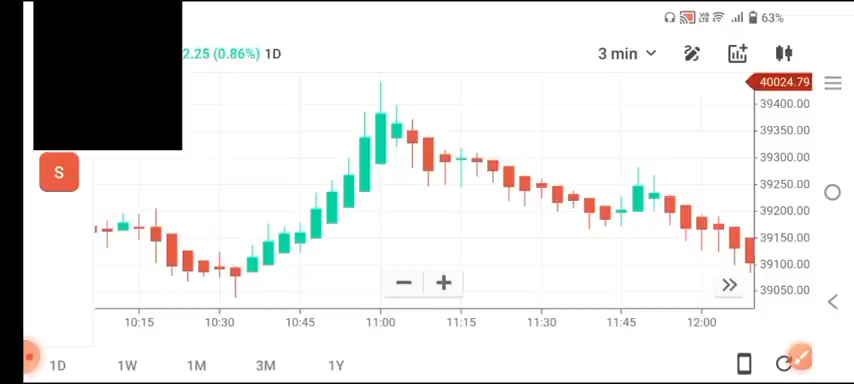 63%
2.25 (0.86%) 1D
3 min
40024.79
39400.00
39350.00
39300.00
S
39250.00
39200.00
39150.00
39100.00
39050.00
10:15 10:30 10:45 11:00 11:15 11:30 11:45 12:00
1D 1W 1M 3M 1Y